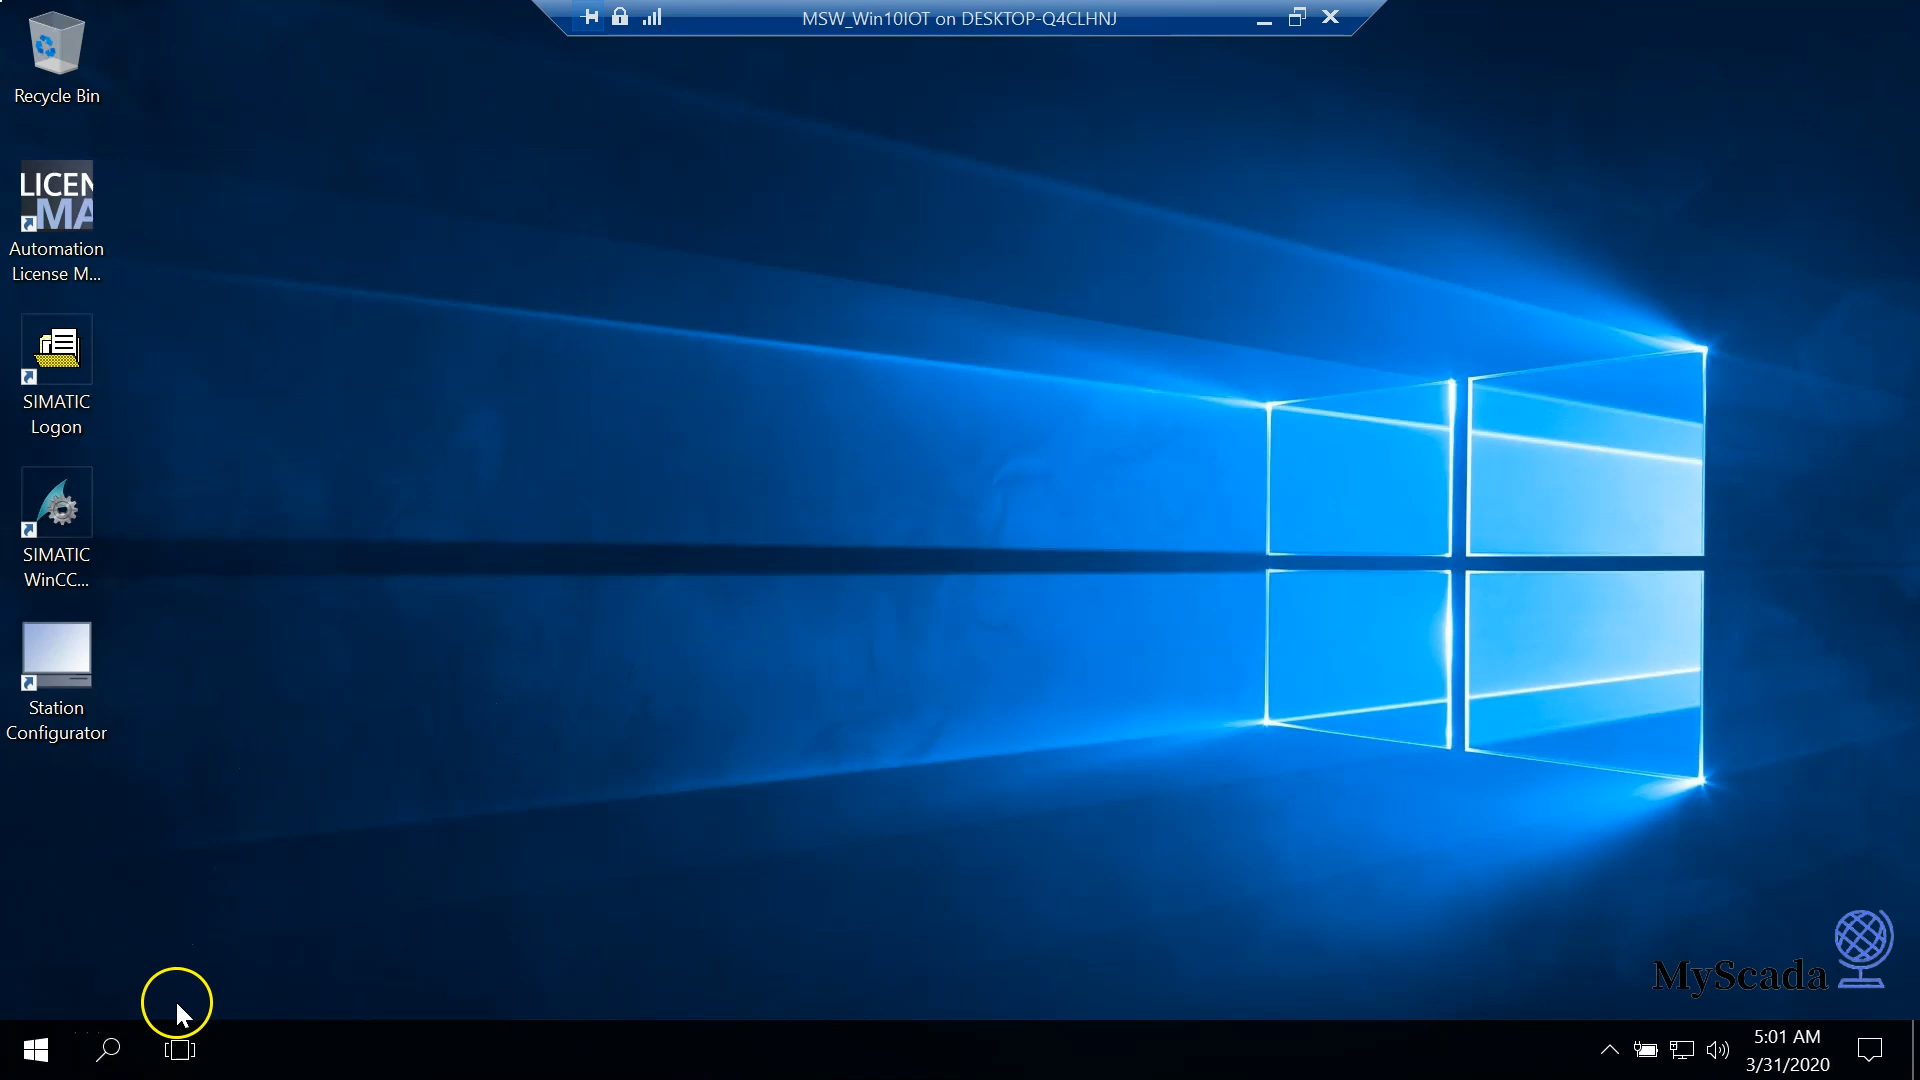 MSW_Win10IOT on DESKTOP-Q4CLHNJ
Recycle Bin
LICEN
MA
Automation
License M...
SIMATIC
Logon
SIMATIC
WinCC...
Station
Configurator
MyScada
5:01 AM
3/31/2020